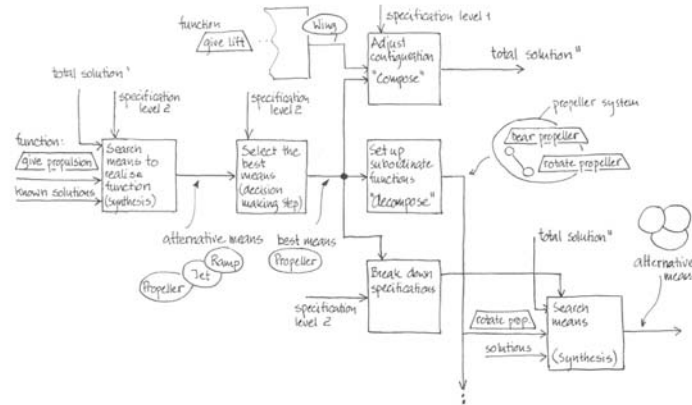 function
give lift
Wing
specification level 1
Adjust
configuration
"Compose"
total solution"
total solution'
specification
level 2
function:
give propulsion
known solutions
Search
means to
realise
function
(synthesis)
specification
level 2
Select the
best
means
(decision
making step)
alternative means
Propeller
Jet
Ramp
best means
Propeller
Set up
subordinate
functions
"decompose"
propeller system
bear propeller
rotate propeller
Break down
specifications
specification
level 2
total solution"
rotate prop
solutions
Search
means
(Synthesis)
alternative
means